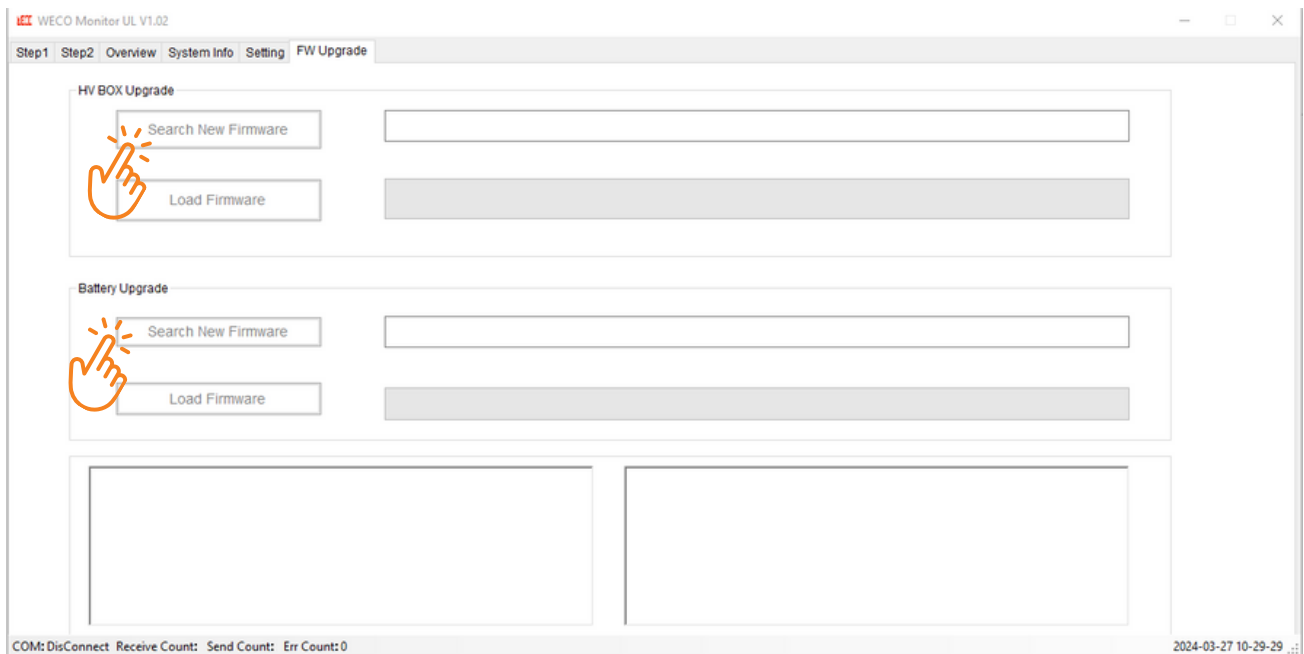 WECO Monitor UL V1.02
Step1 Step2 Overview System Info Setting FW Upgrade
HV BOX Upgrade
Search New Firmware
Load Firmware
Battery Upgrade
Search New Firmware
Load Firmware
COM: DisConnect Receive Count: Send Count: Err Count: 0 2024-03-27 10-29-29